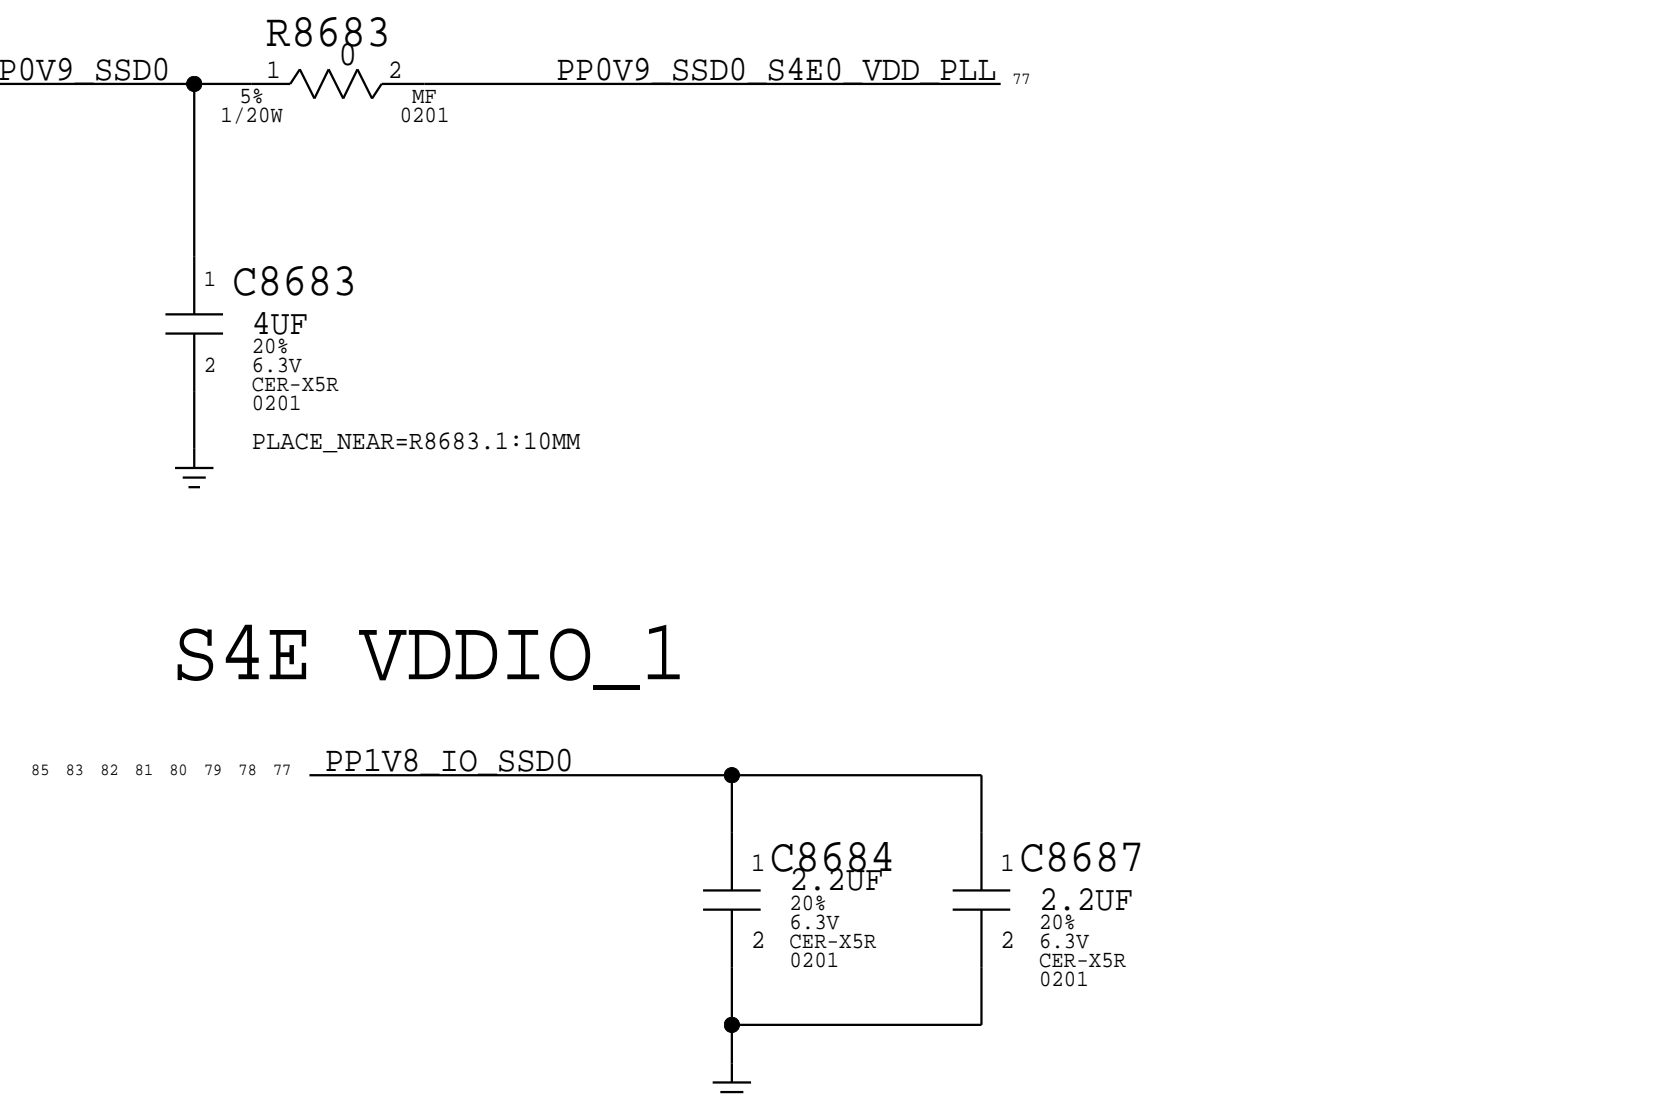 R8683
0
P0V9_SSD0
1
2
PP0V9_SSD0_S4E0_VDD_PLL
77
5%
1/20W
MF
0201
1
C8683
4UF
20%
2
6.3V
CER-X5R
0201
PLACE_NEAR=R8683.1:10MM
S4E VDDIO_1
85 83 82 81 80 79 78 77
PP1V8_IO_SSD0
1
C8684
2.2UF
20%
6.3V
2
CER-X5R
0201
1
C8687
2.2UF
20%
2
6.3V
CER-X5R
0201